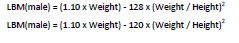 LBM(male) = (1.10 x Weight) - 128 x (Weight / Height)²
LBM(male) = (1.10 x Weight) - 120 x (Weight / Height)²